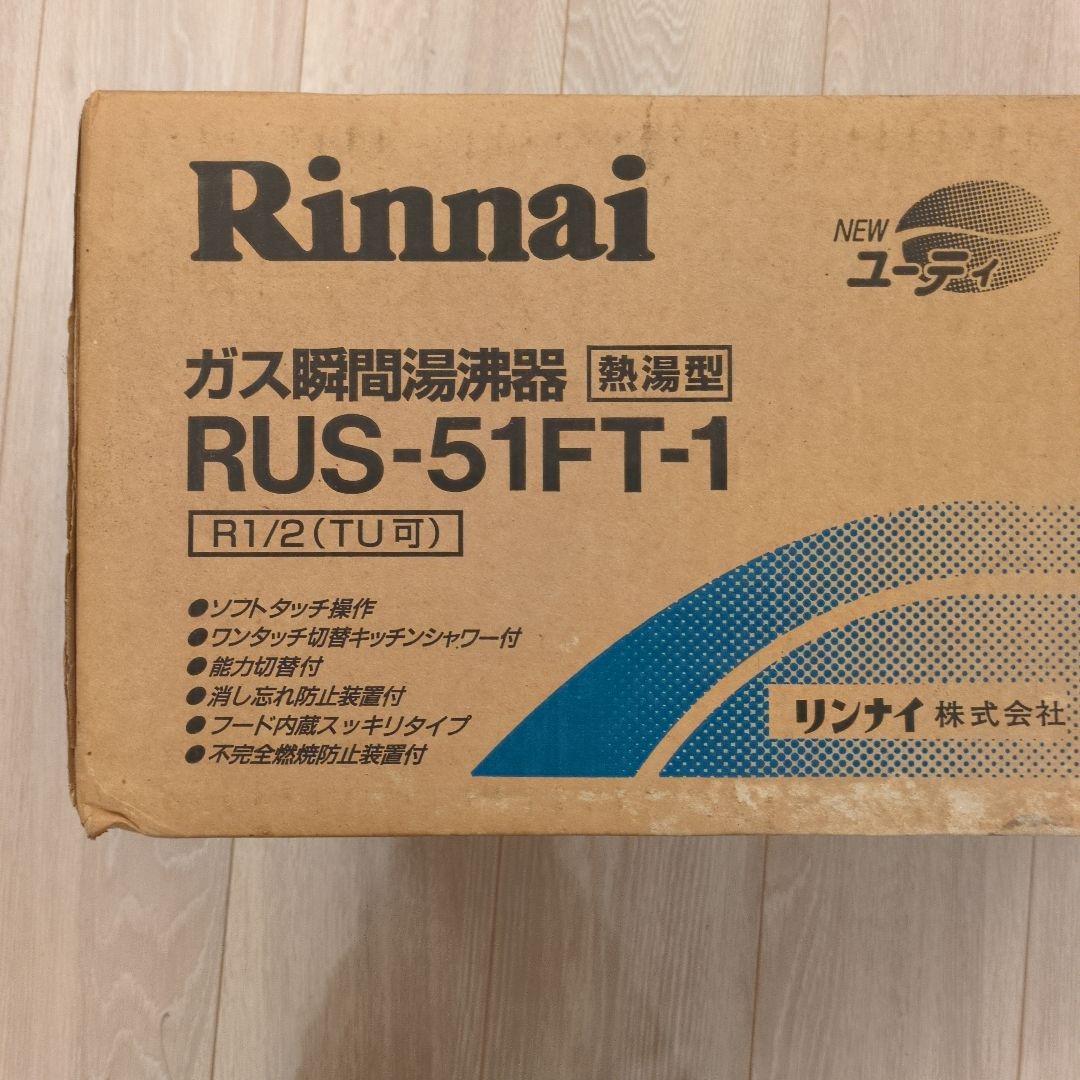 Rinnai
NEW
ユーティ
ガス瞬間湯沸器 熱湯型
RUS-51FT-1
R1/2(TU可)
●ソフトタッチ操作
●ワンタッチ切替キッチンシャワー付
●能力切替付
●消し忘れ防止装置付
●フード内蔵スッキリタイプ
●不完全燃焼防止装置付
リンナイ株式会社